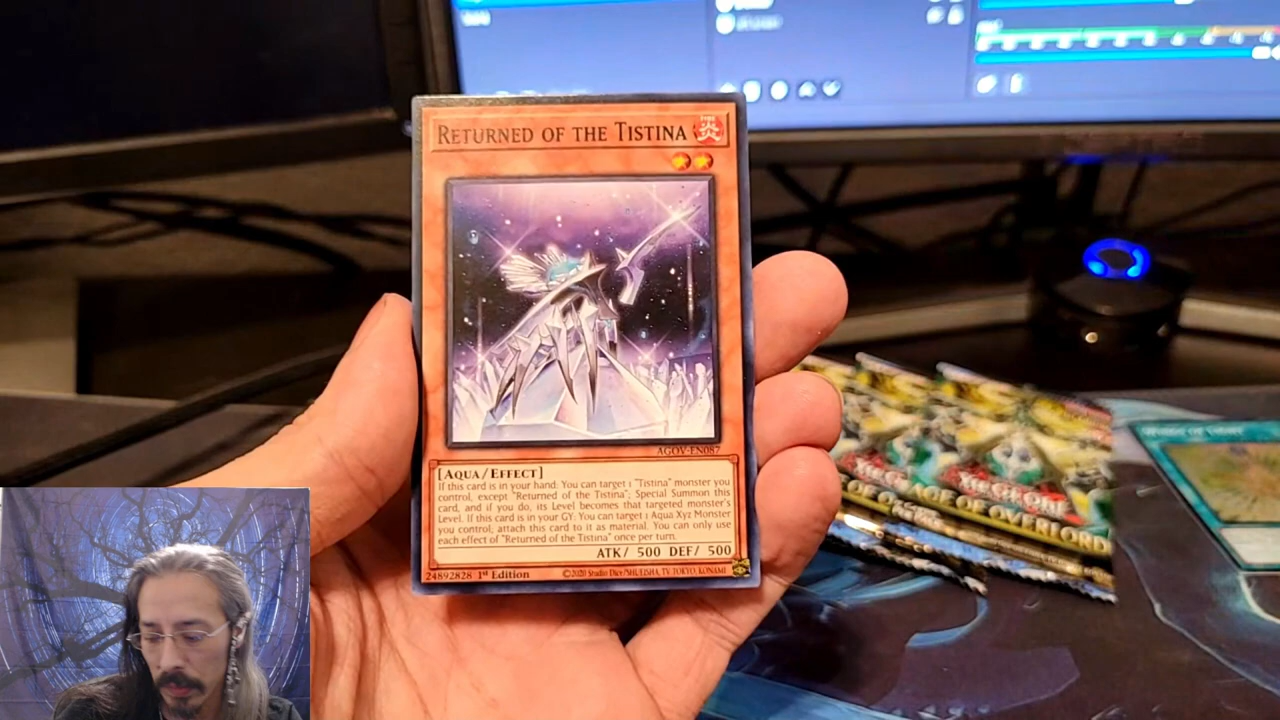 RETURNED OF THE TISTINA
炎
AGOV-EN087
[AQUA/EFFECT]
If this card is in your hand: You can target 1 "Tistina" monster you
control, except "Returned of the Tistina"; Special Summon this
card, and if you do, its Level becomes that targeted monster's
Level. If this card is in your GY: You can target 1 Aqua Xyz Monster
you control; attach this card to it as material. You can only use
each effect of "Returned of the Tistina" once per turn.
ATK/ 500 DEF/ 500
24892828 1st Edition ©2020 Studio Dice/SHUEISHA, TV TOKYO, KONAMI
YU-GI-OH!
AGE OF OVERLORD